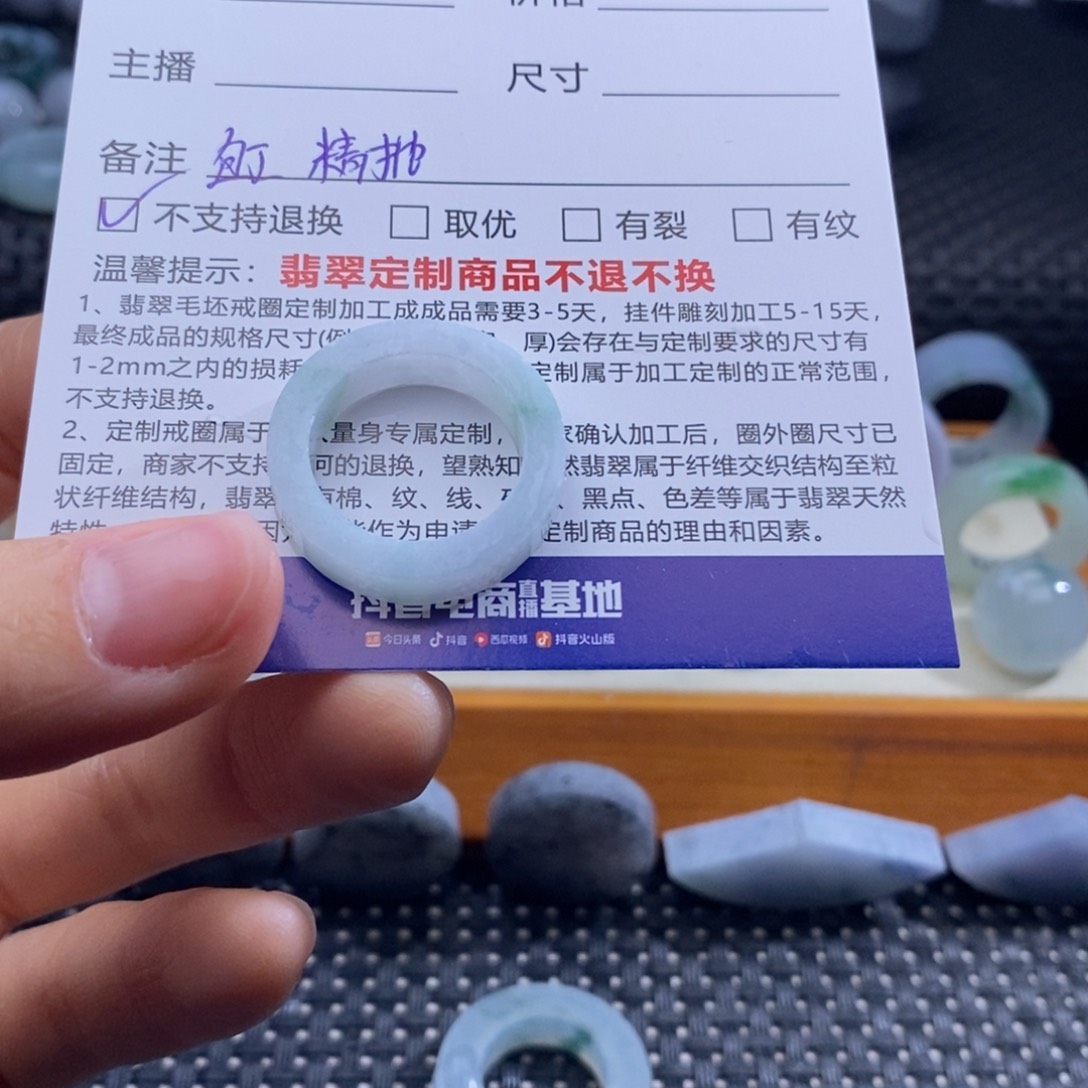 价格
主播 尺寸
备注 缸 精抛
不支持退换 取优 有裂 有纹
温馨提示：翡翠定制商品不退不换
1、翡翠毛坯戒圈定制加工成成品需要3-5天，挂件雕刻加工5-15天，
最终成品的规格尺寸(例 厚)会存在与定制要求的尺寸有
1-2mm之内的损耗 定制属于加工定制的正常范围，
不支持退换。
2、定制戒圈属于 量身专属定制， 家确认加工后，圈外圈尺寸已
固定，商家不支持 何的退换，望熟知 然翡翠属于纤维交织结构至粒
状纤维结构，翡翠 棉、纹、线、 、黑点、色差等属于翡翠天然
特性 因 能作为申请 定制商品的理由和因素。
抖音电商直播基地
今日头条 抖音 西瓜视频 抖音火山版